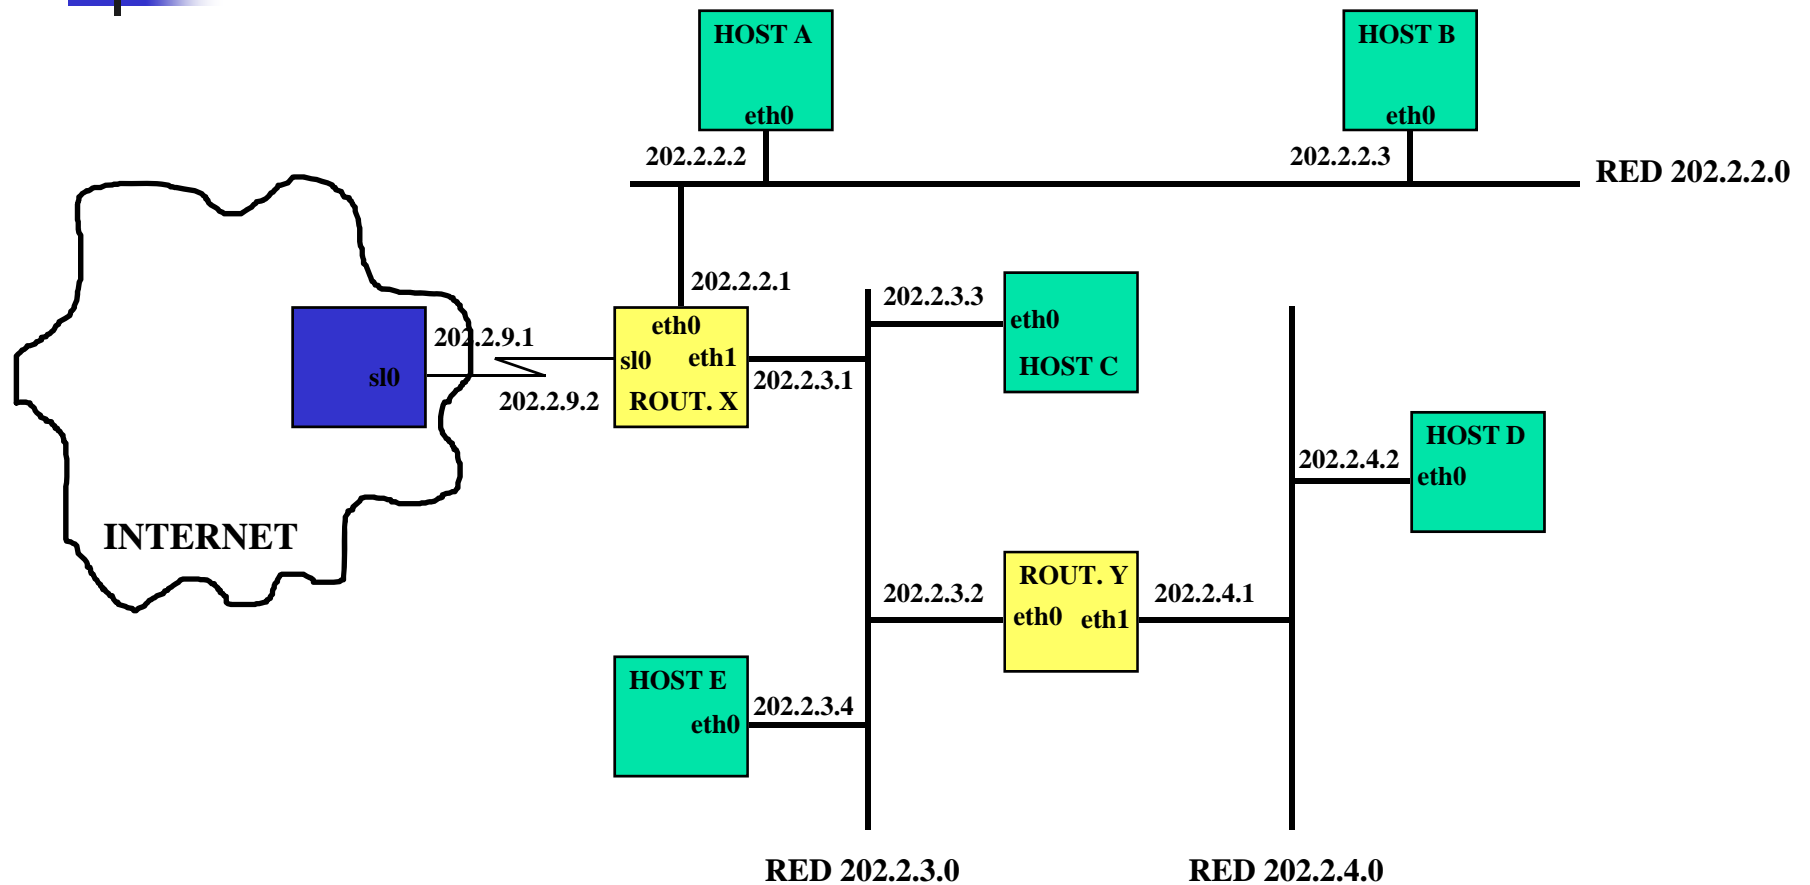 HOST A
eth0
202.2.2.2
HOST B
eth0
202.2.2.3
RED 202.2.2.0
202.2.2.1
eth0
sl0
eth1
ROUT. X
202.2.3.1
202.2.9.1
sl0
202.2.9.2
INTERNET
202.2.3.3
eth0
HOST C
HOST D
202.2.4.2
eth0
ROUT. Y
202.2.3.2
eth0
eth1
202.2.4.1
HOST E
eth0
202.2.3.4
RED 202.2.3.0
RED 202.2.4.0